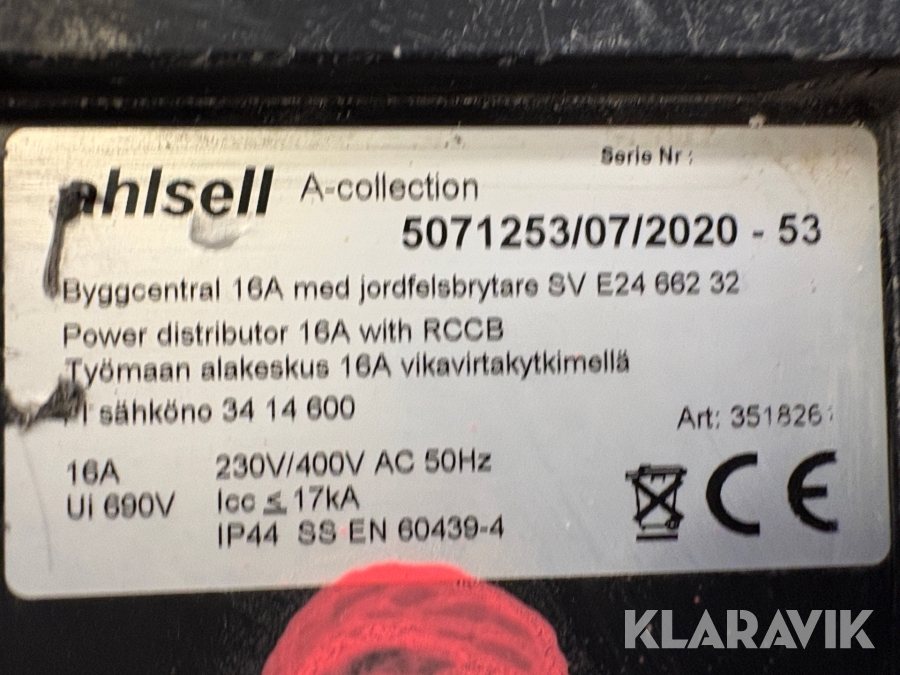 Serie Nr:
ahlsell A-collection
5071253/07/2020 - 53
Byggcentral 16A med jordfelsbrytare SV E24 662 32
Power distributor 16A with RCCB
Työmaan alakeskus 16A vikavirtakytkimellä
FI sähköno 34 14 600
Art: 3518261
16A 230V/400V AC 50Hz
Ui 690V Icc ≤ 17kA
IP44 SS EN 60439-4
CE
KLARAVIK